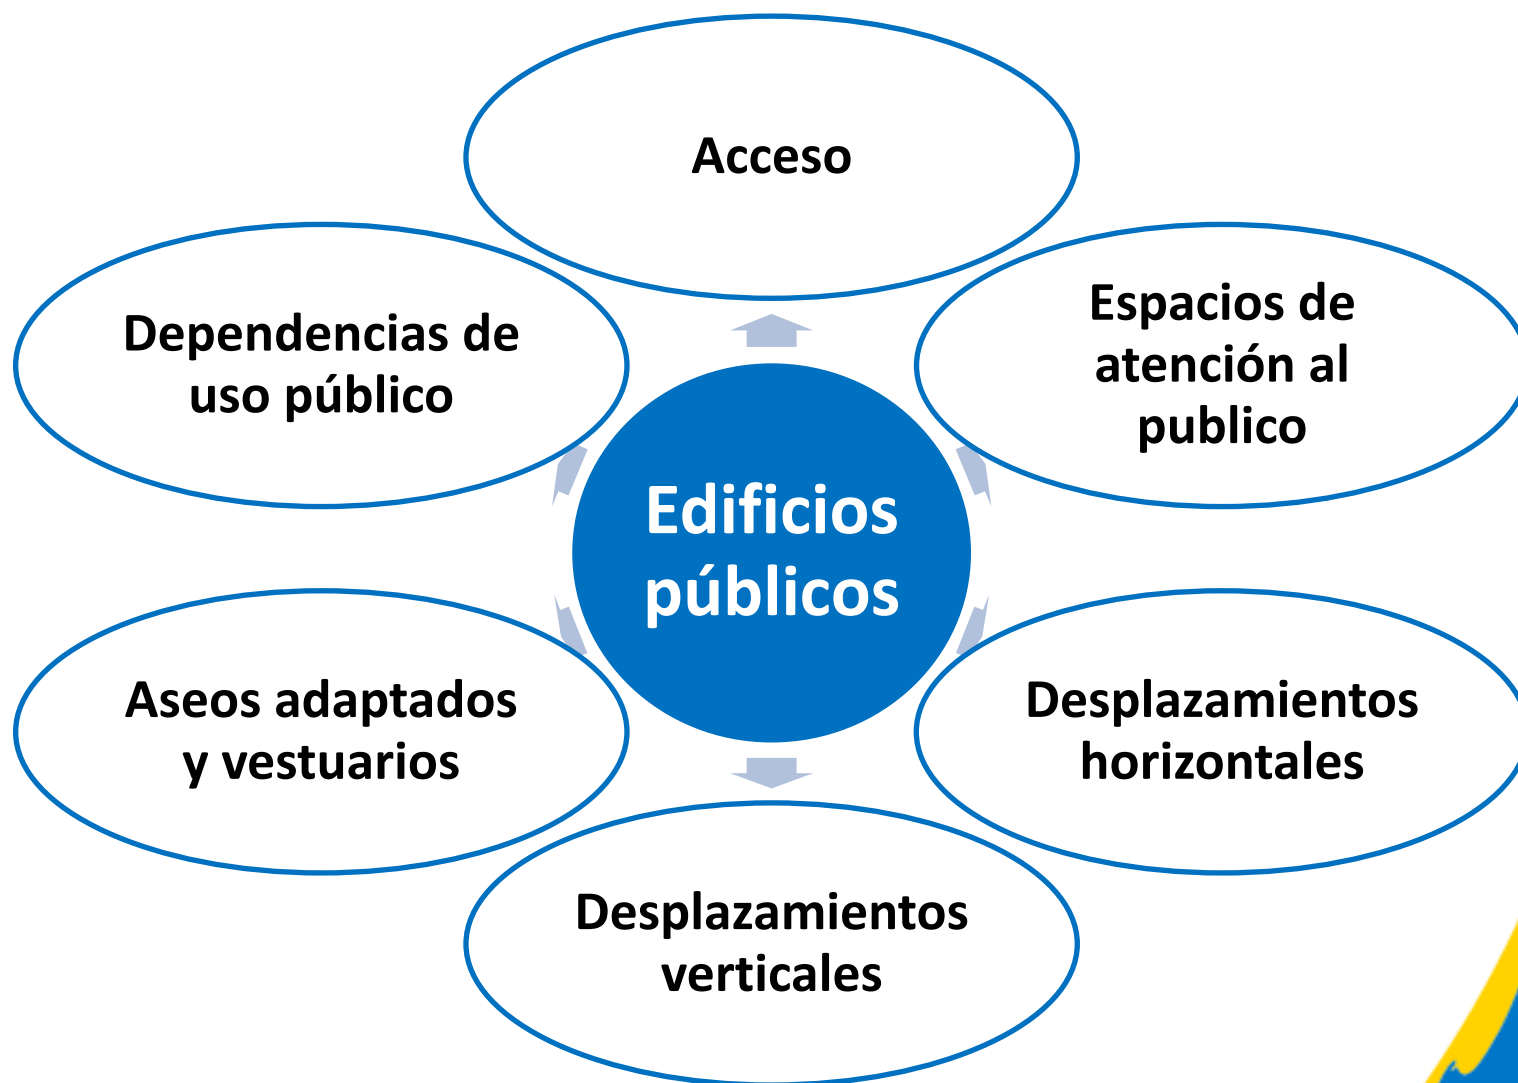 Acceso
Espacios de
atención al
publico
Dependencias de
uso público
Edificios
públicos
Aseos adaptados
y vestuarios
Desplazamientos
horizontales
Desplazamientos
verticales